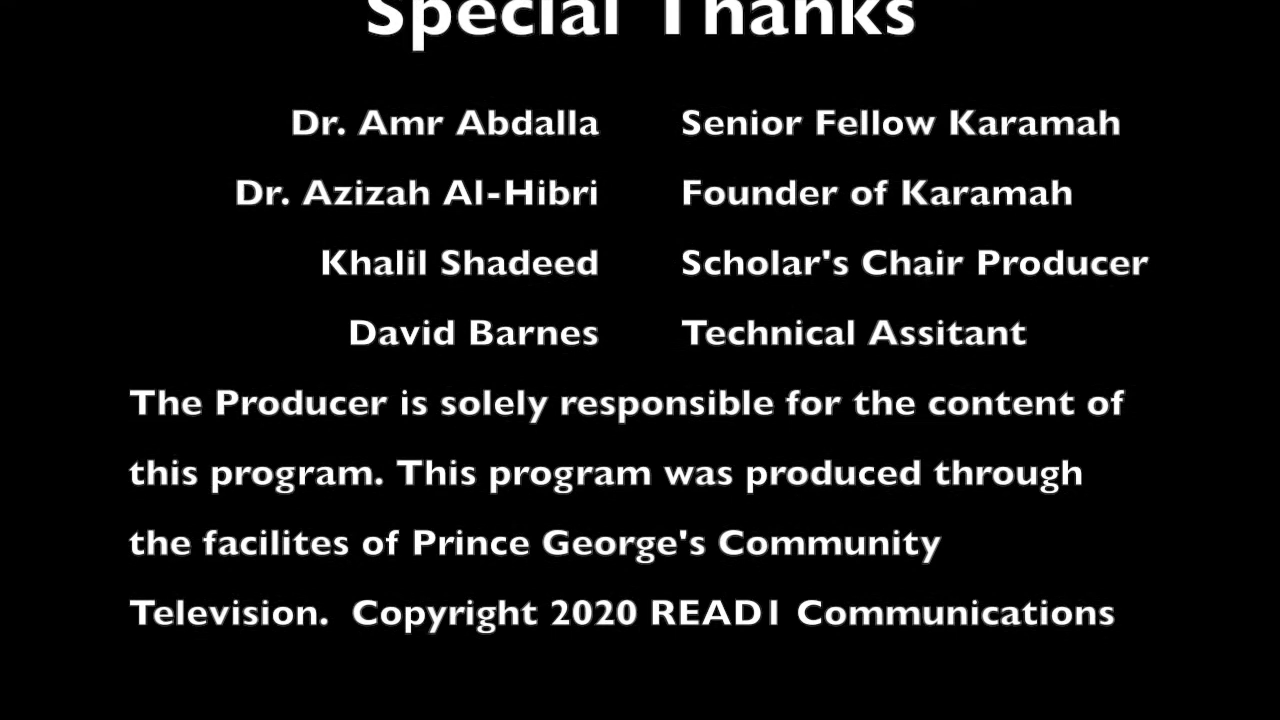 Special Thanks
Dr. Amr Abdalla Senior Fellow Karamah
Dr. Azizah Al-Hibri Founder of Karamah
Khalil Shadeed Scholar's Chair Producer
David Barnes Technical Assitant
The Producer is solely responsible for the content of
this program. This program was produced through
the facilites of Prince George's Community
Television.  Copyright 2020 READ1 Communications